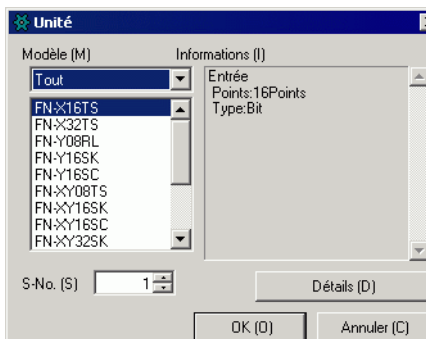 Unité
Modèle (M)
Informations (I)
Tout
Entrée
Points:16Points
Type:Bit
FN-X16TS
FN-X32TS
FN-Y08RL
FN-Y16SK
FN-Y16SC
FN-XY08TS
FN-XY16SK
FN-XY16SC
FN-XY32SK
S-No. (S)
1
Détails (D)
OK (O)
Annuler (C)